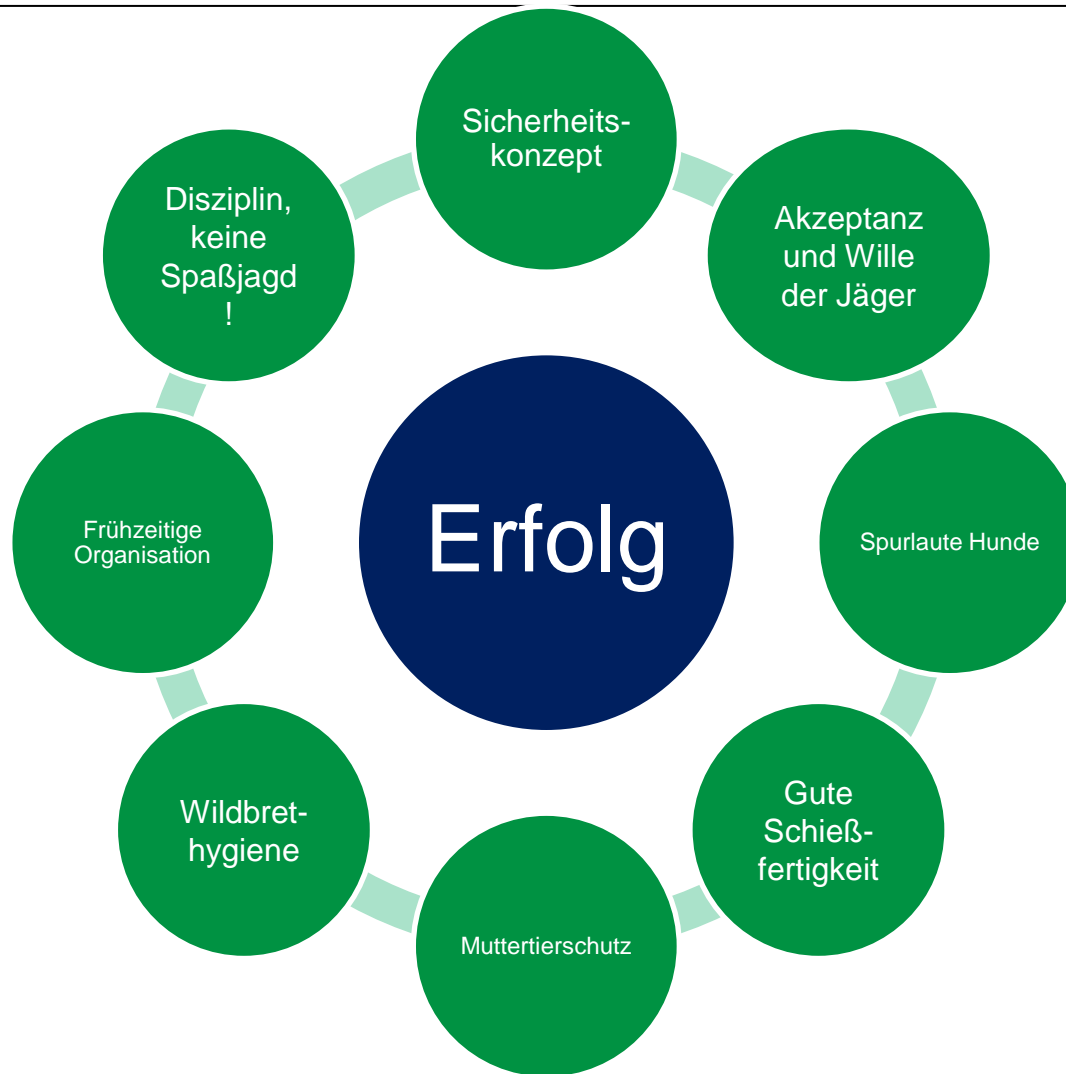 Sicherheits-
konzept
Akzeptanz
und Wille
der Jäger
Spurlaute Hunde
Gute
Schieß-
fertigkeit
Muttertierschutz
Wildbret-
hygiene
Frühzeitige
Organisation
Disziplin,
keine
Spaßjagd
!
Erfolg